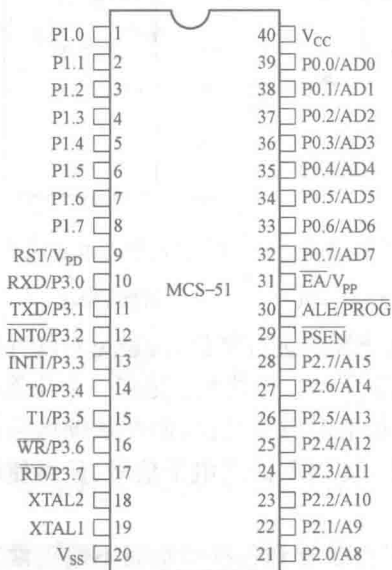 P1.0 1 40 VCC
P1.1 2 39 P0.0/AD0
P1.2 3 38 P0.1/AD1
P1.3 4 37 P0.2/AD2
P1.4 5 36 P0.3/AD3
P1.5 6 35 P0.4/AD4
P1.6 7 34 P0.5/AD5
P1.7 8 33 P0.6/AD6
RST/VPD 9 32 P0.7/AD7
RXD/P3.0 10 31 E̅A̅/VPP
MCS-51
TXD/P3.1 11 30 ALE/P̅R̅O̅G̅
I̅N̅T̅0̅/P3.2 12 29 P̅S̅E̅N̅
I̅N̅T̅1̅/P3.3 13 28 P2.7/A15
T0/P3.4 14 27 P2.6/A14
T1/P3.5 15 26 P2.5/A13
W̅R̅/P3.6 16 25 P2.4/A12
R̅D̅/P3.7 17 24 P2.3/A11
XTAL2 18 23 P2.2/A10
XTAL1 19 22 P2.1/A9
VSS 20 21 P2.0/A8